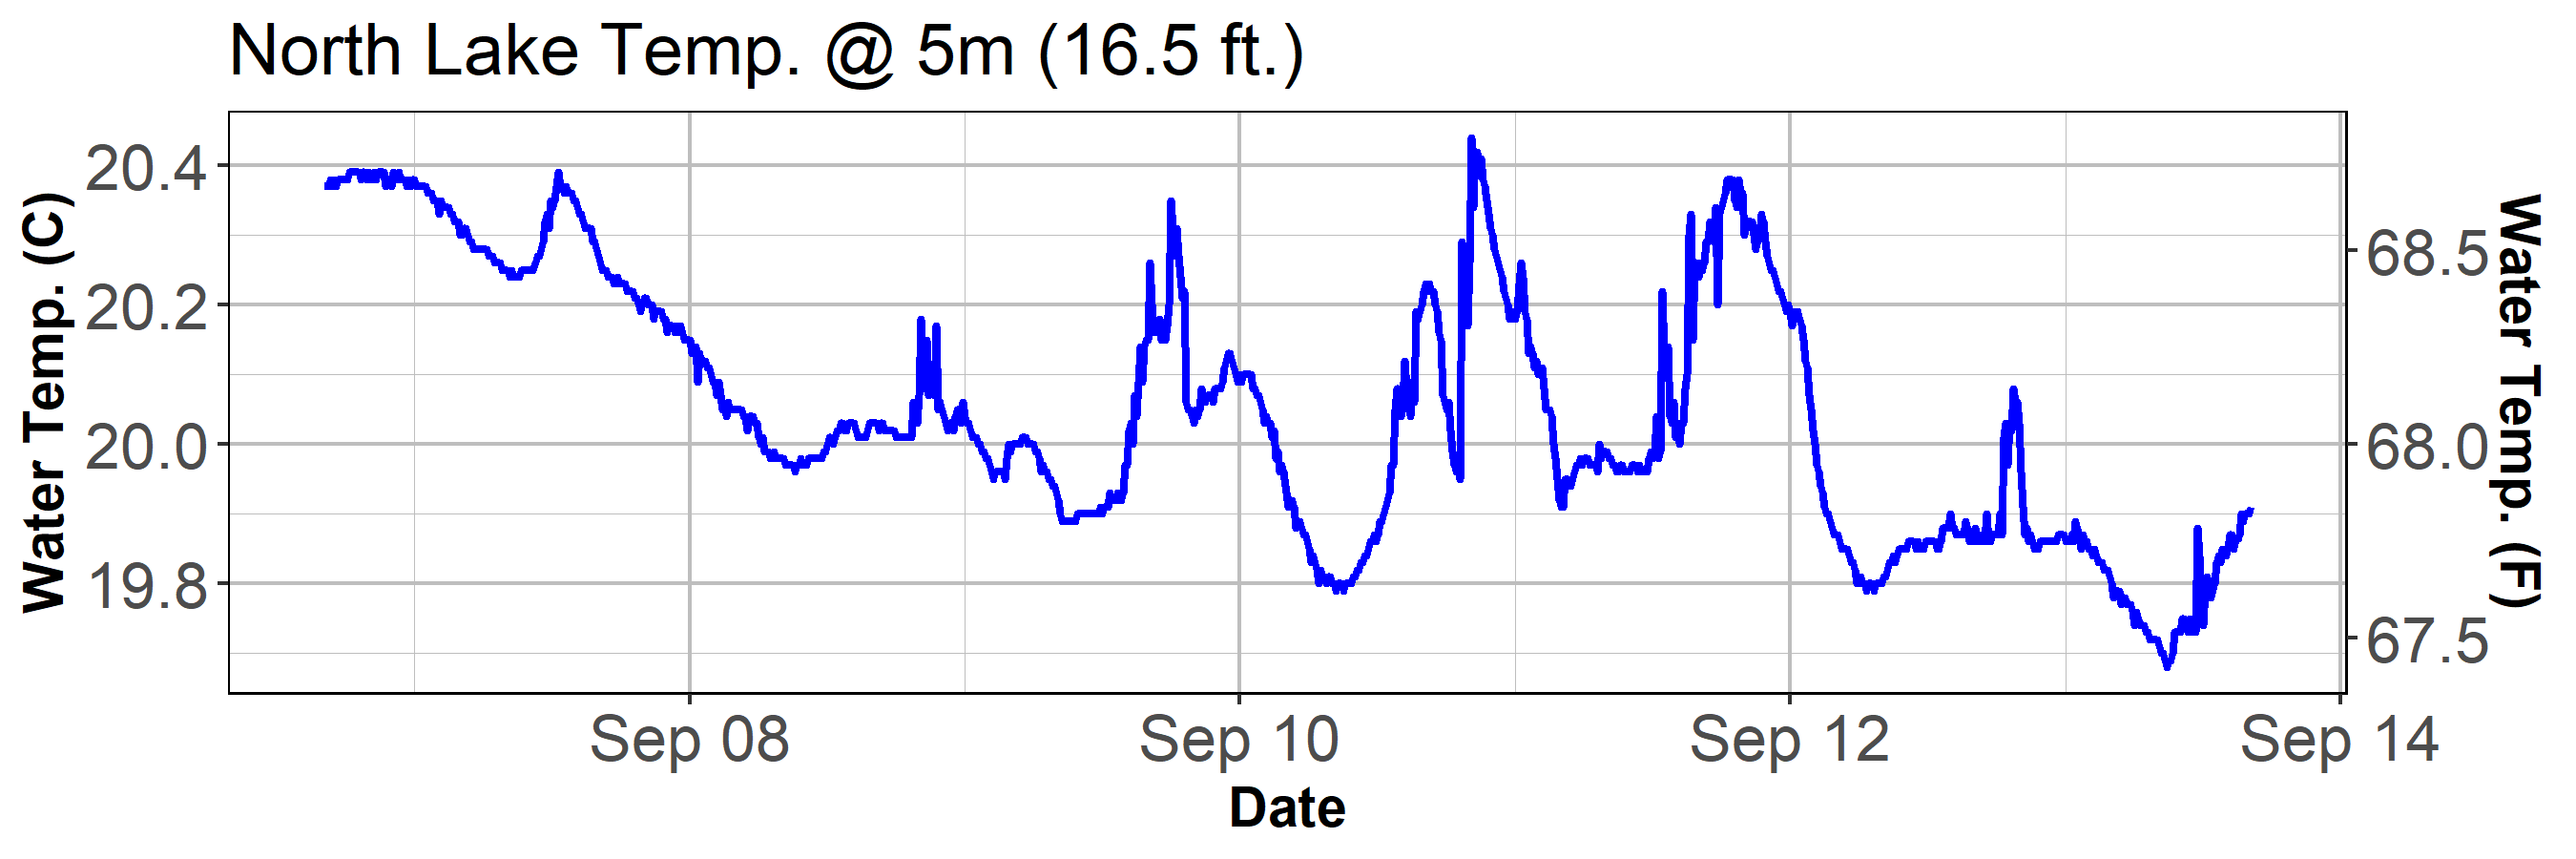 North Lake Temp. @ 5m (16.5 ft.)
Water Temp. (C)
20.4
20.2
20.0
19.8
68.5
68.0
67.5
Water Temp. (F)
Sep 08
Sep 10
Sep 12
Sep 14
Date